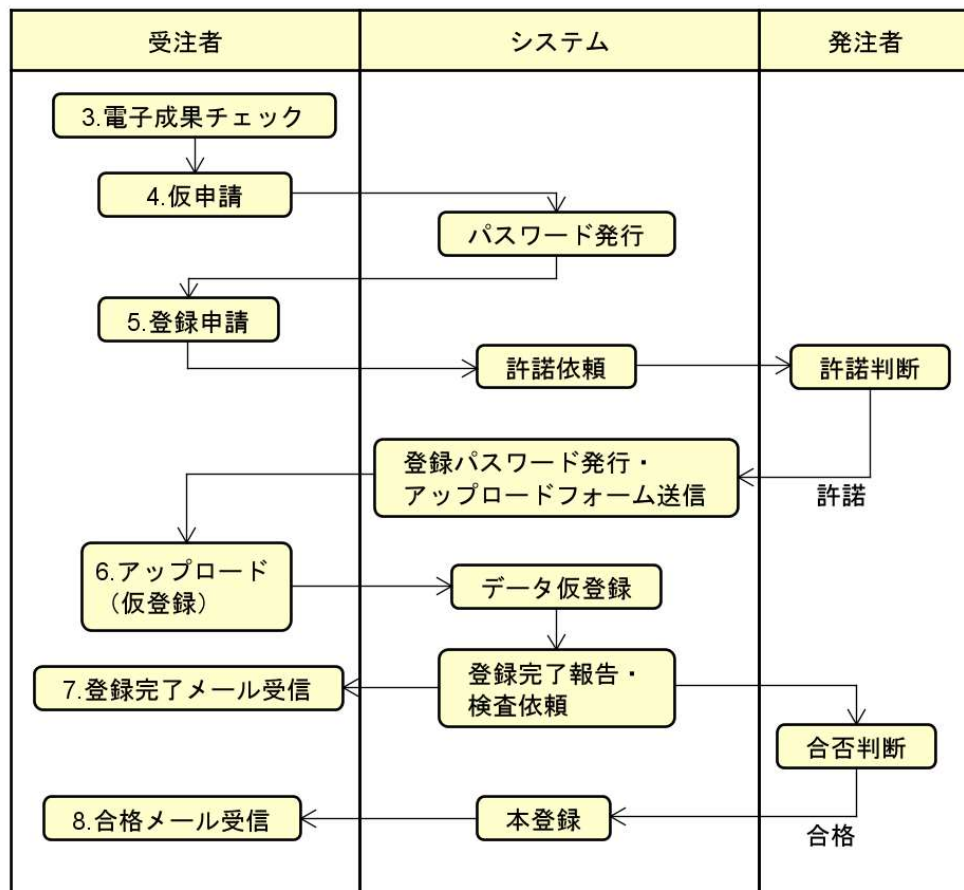 受注者
システム
発注者
3.電子成果チェック
4.仮申請
パスワード発行
5.登録申請
許諾依頼
許諾判断
登録パスワード発行・
アップロードフォーム送信
許諾
6.アップロード
（仮登録）
データ仮登録
登録完了報告・
検査依頼
7.登録完了メール受信
合否判断
8.合格メール受信
本登録
合格